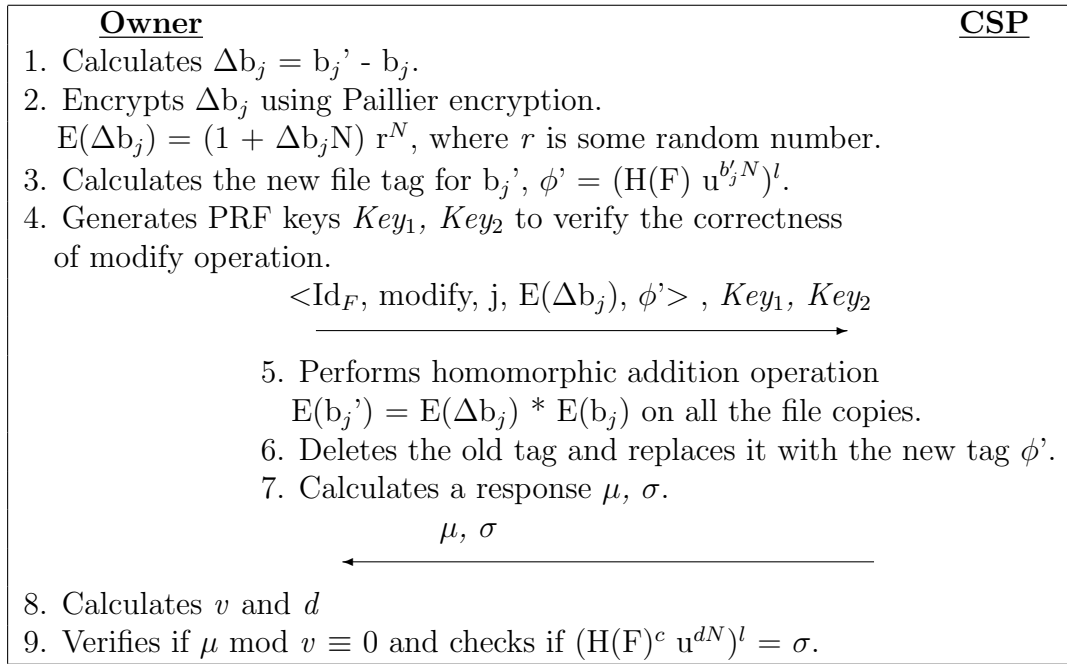 Owner CSP
1. Calculates Δb_j = b_j’ - b_j.
2. Encrypts Δb_j using Paillier encryption.
E(Δb_j) = (1 + Δb_jN) r^N, where r is some random number.
3. Calculates the new file tag for b_j’, ϕ’ = (H(F) u^{b'_jN})^l.
4. Generates PRF keys Key_1, Key_2 to verify the correctness
of modify operation.
<Id_F, modify, j, E(Δb_j), ϕ’> , Key_1, Key_2
5. Performs homomorphic addition operation
E(b_j’) = E(Δb_j) * E(b_j) on all the file copies.
6. Deletes the old tag and replaces it with the new tag ϕ’.
7. Calculates a response μ, σ.
μ, σ
8. Calculates v and d
9. Verifies if μ mod v ≡ 0 and checks if (H(F)^c u^{dN})^l = σ.